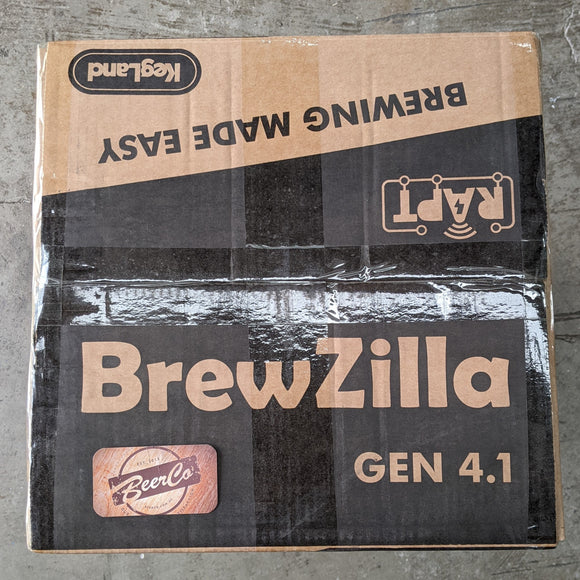 KegLand
BREWING MADE EASY
RAPT
BrewZilla
GEN 4.1
BeerCo